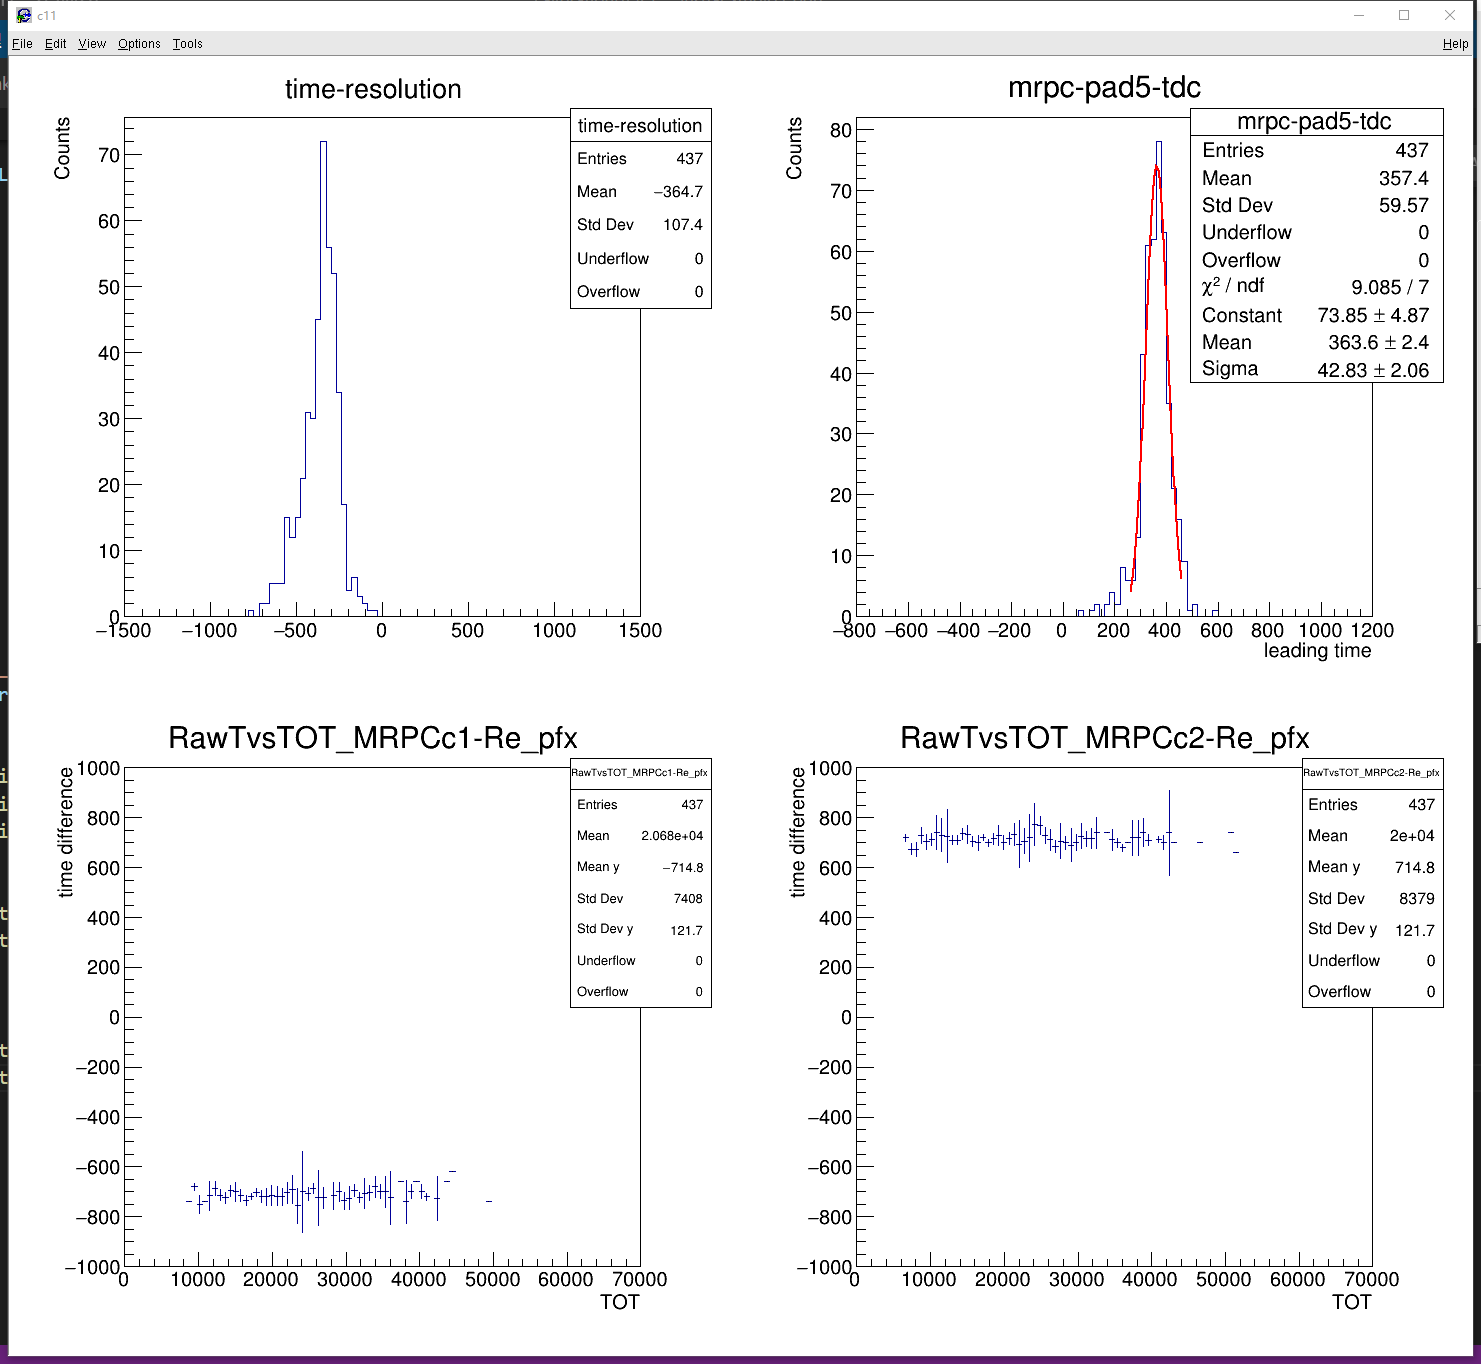 c11
File Edit View Options Tools Help
time-resolution
Counts
70
60
50
40
30
20
10
0
−1500 −1000 −500 0 500 1000 1500
time-resolution
Entries 437
Mean −364.7
Std Dev 107.4
Underflow 0
Overflow 0
mrpc-pad5-tdc
Counts
80
70
60
50
40
30
20
10
0
−800 −600 −400 −200 0 200 400 600 800 1000 1200
leading time
mrpc-pad5-tdc
Entries 437
Mean 357.4
Std Dev 59.57
Underflow 0
Overflow 0
χ² / ndf 9.085 / 7
Constant 73.85 ± 4.87
Mean 363.6 ± 2.4
Sigma 42.83 ± 2.06
RawTvsTOT_MRPCc1-Re_pfx
time difference
1000
800
600
400
200
0
−200
−400
−600
−800
−1000
0 10000 20000 30000 40000 50000 60000 70000
TOT
RawTvsTOT_MRPCc1-Re_pfx
Entries 437
Mean 2.068e+04
Mean y −714.8
Std Dev 7408
Std Dev y 121.7
Underflow 0
Overflow 0
RawTvsTOT_MRPCc2-Re_pfx
time difference
1000
800
600
400
200
0
−200
−400
−600
−800
−1000
0 10000 20000 30000 40000 50000 60000 70000
TOT
RawTvsTOT_MRPCc2-Re_pfx
Entries 437
Mean 2e+04
Mean y 714.8
Std Dev 8379
Std Dev y 121.7
Underflow 0
Overflow 0